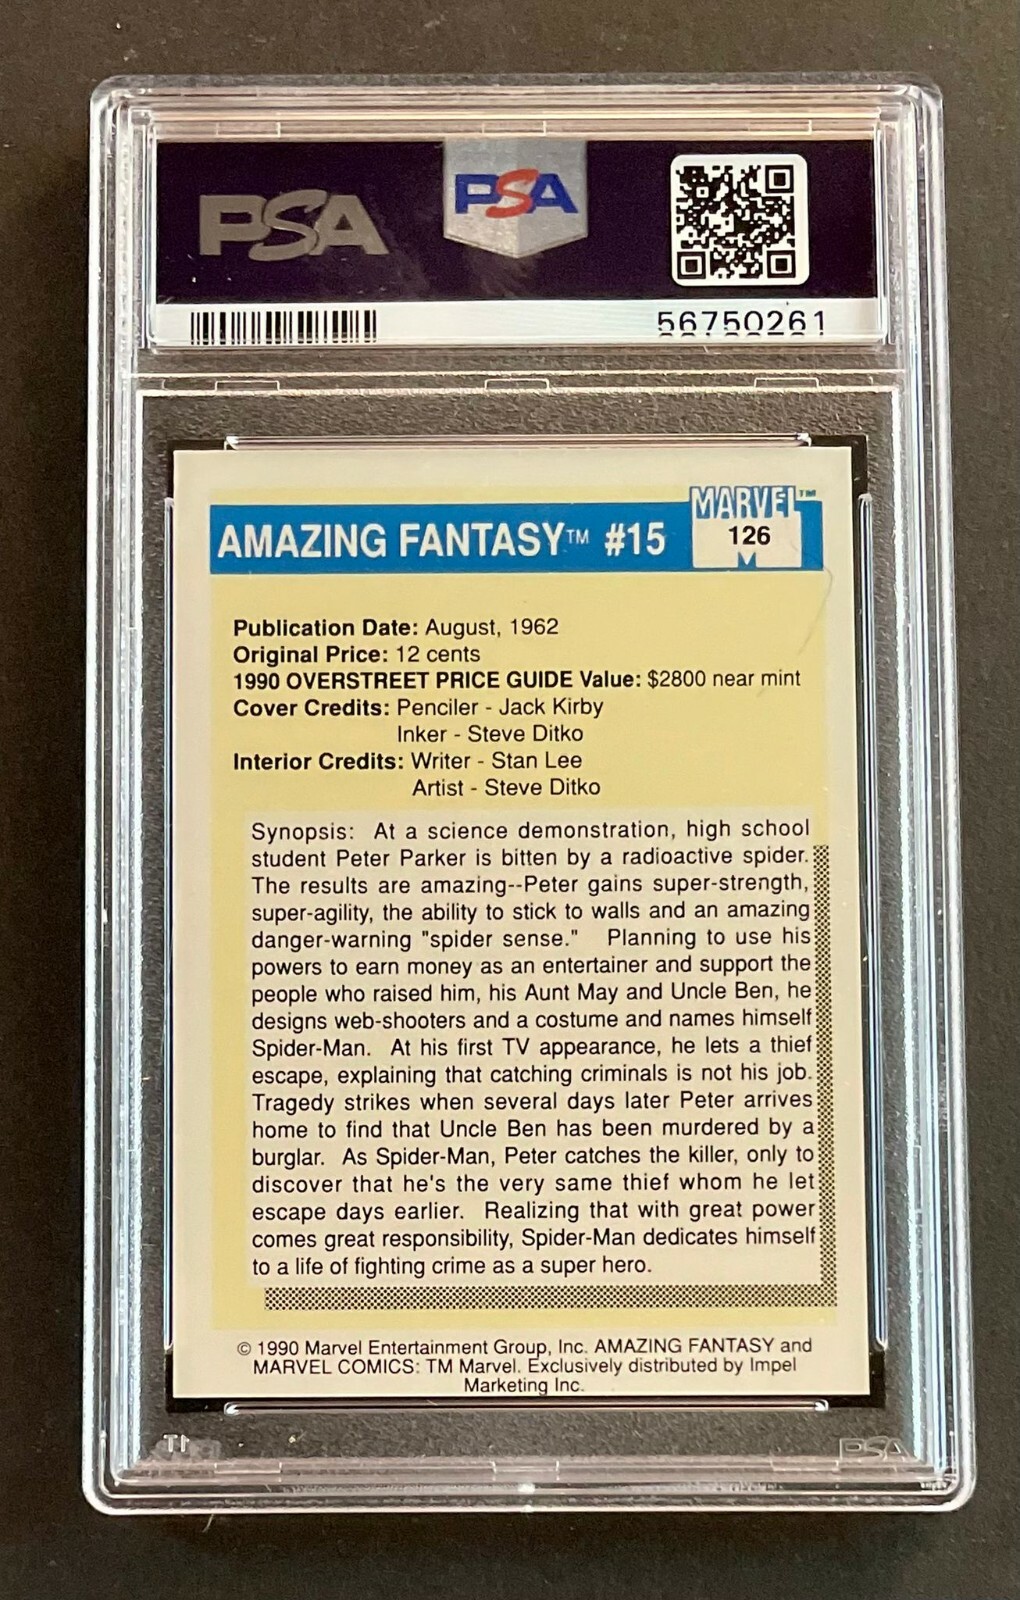 PSA PSA
56750261
MARVEL™
AMAZING FANTASY™ #15 126
Publication Date: August, 1962
Original Price: 12 cents
1990 OVERSTREET PRICE GUIDE Value: $2800 near mint
Cover Credits: Penciler - Jack Kirby
Inker - Steve Ditko
Interior Credits: Writer - Stan Lee
Artist - Steve Ditko
Synopsis: At a science demonstration, high school
student Peter Parker is bitten by a radioactive spider.
The results are amazing--Peter gains super-strength,
super-agility, the ability to stick to walls and an amazing
danger-warning "spider sense." Planning to use his
powers to earn money as an entertainer and support the
people who raised him, his Aunt May and Uncle Ben, he
designs web-shooters and a costume and names himself
Spider-Man. At his first TV appearance, he lets a thief
escape, explaining that catching criminals is not his job.
Tragedy strikes when several days later Peter arrives
home to find that Uncle Ben has been murdered by a
burglar. As Spider-Man, Peter catches the killer, only to
discover that he's the very same thief whom he let
escape days earlier. Realizing that with great power
comes great responsibility, Spider-Man dedicates himself
to a life of fighting crime as a super hero.
© 1990 Marvel Entertainment Group, Inc. AMAZING FANTASY and
MARVEL COMICS: TM Marvel. Exclusively distributed by Impel
Marketing Inc.
PSA